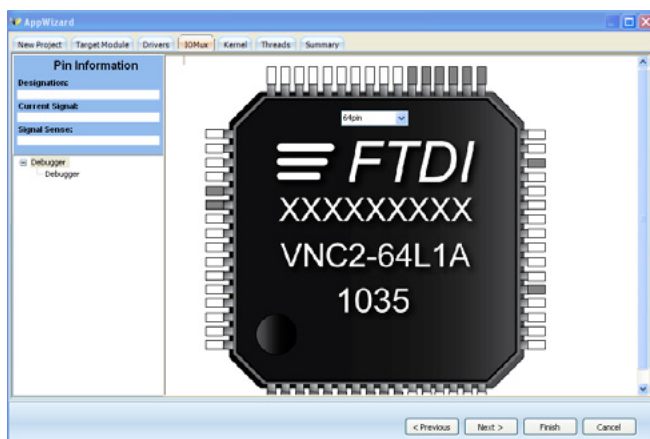 AppWizard
New Project Target Module Drivers IOMux Kernel Threads Summary
Pin Information
Designation:
Current Signal:
Signal Sense:
Debugger
Debugger
64pin
FTDI
XXXXXXXXX
VNC2-64L1A
1035
< Previous Next > Finish Cancel